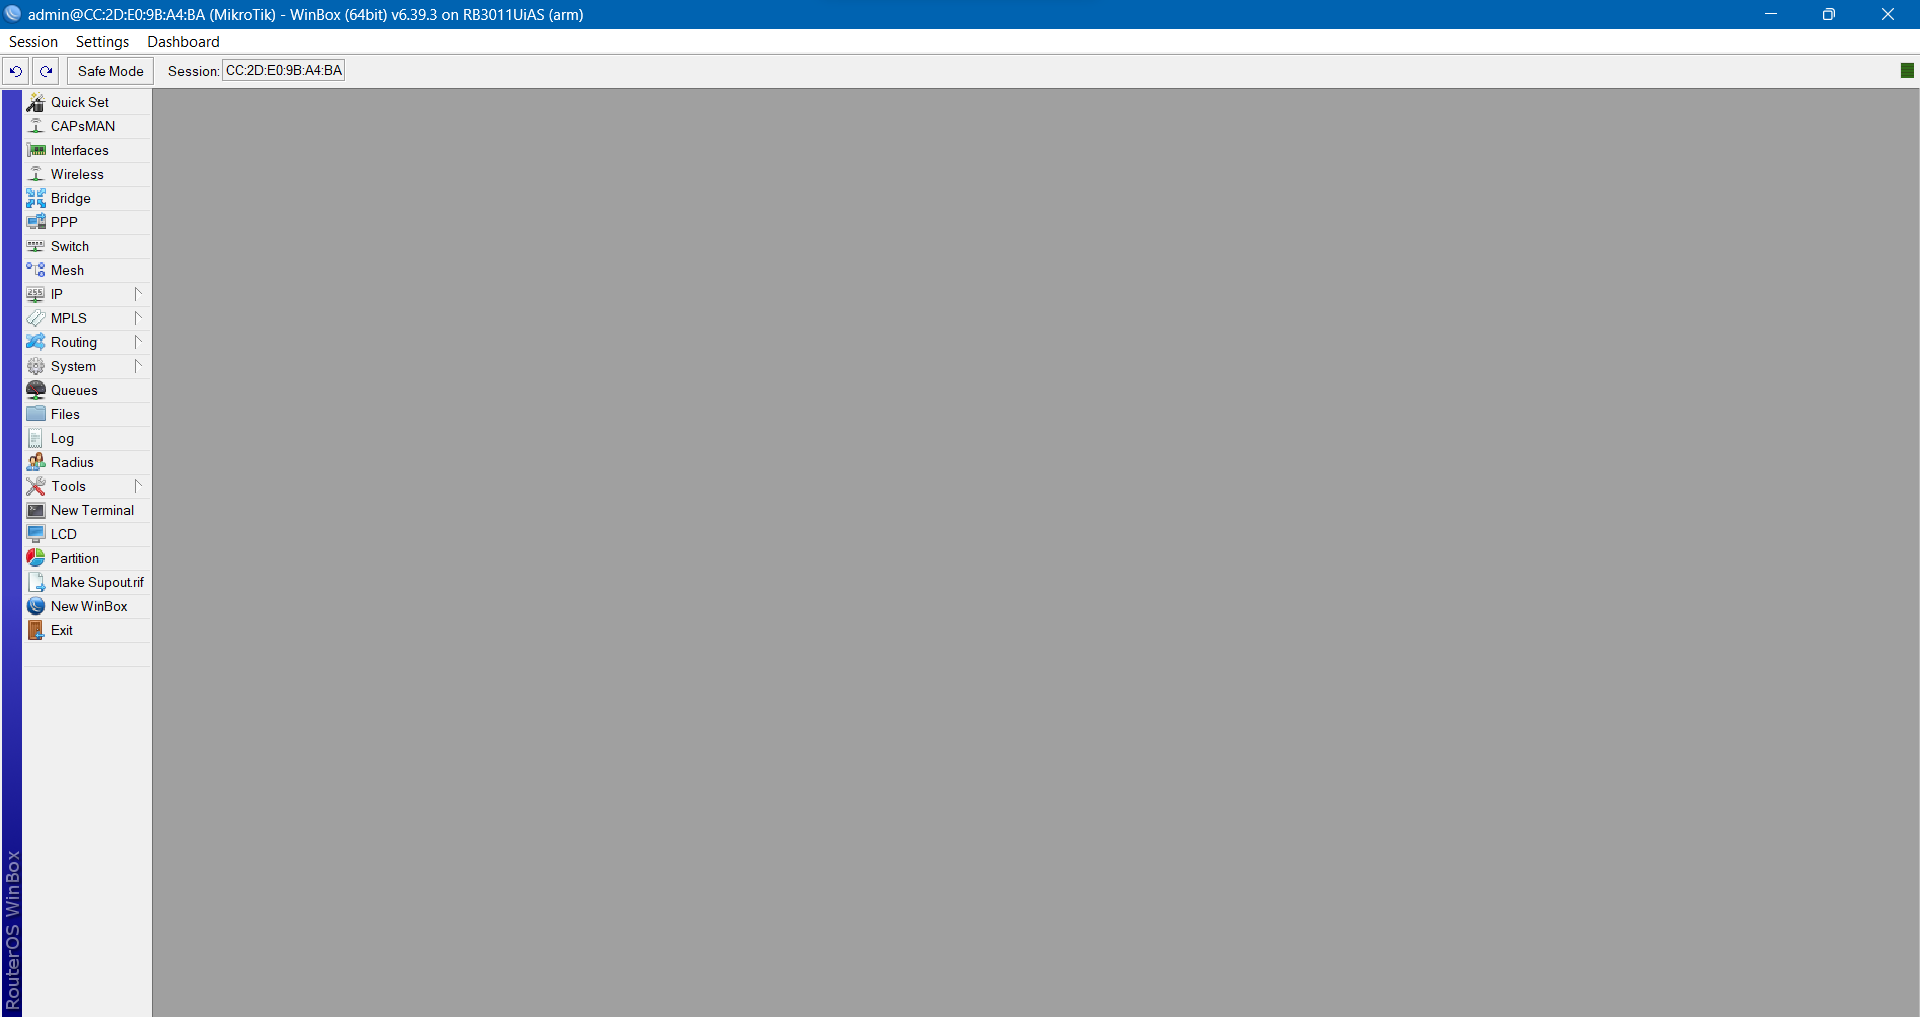 admin@CC:2D:E0:9B:A4:BA (MikroTik) - WinBox (64bit) v6.39.3 on RB3011UiAS (arm)
Session Settings Dashboard
Safe Mode Session: CC:2D:E0:9B:A4:BA
Quick Set
CAPsMAN
Interfaces
Wireless
Bridge
PPP
Switch
Mesh
255 IP
MPLS
Routing
System
Queues
Files
Log
Radius
Tools
New Terminal
LCD
Partition
Make Supout.rif
New WinBox
Exit
RouterOS WinBox